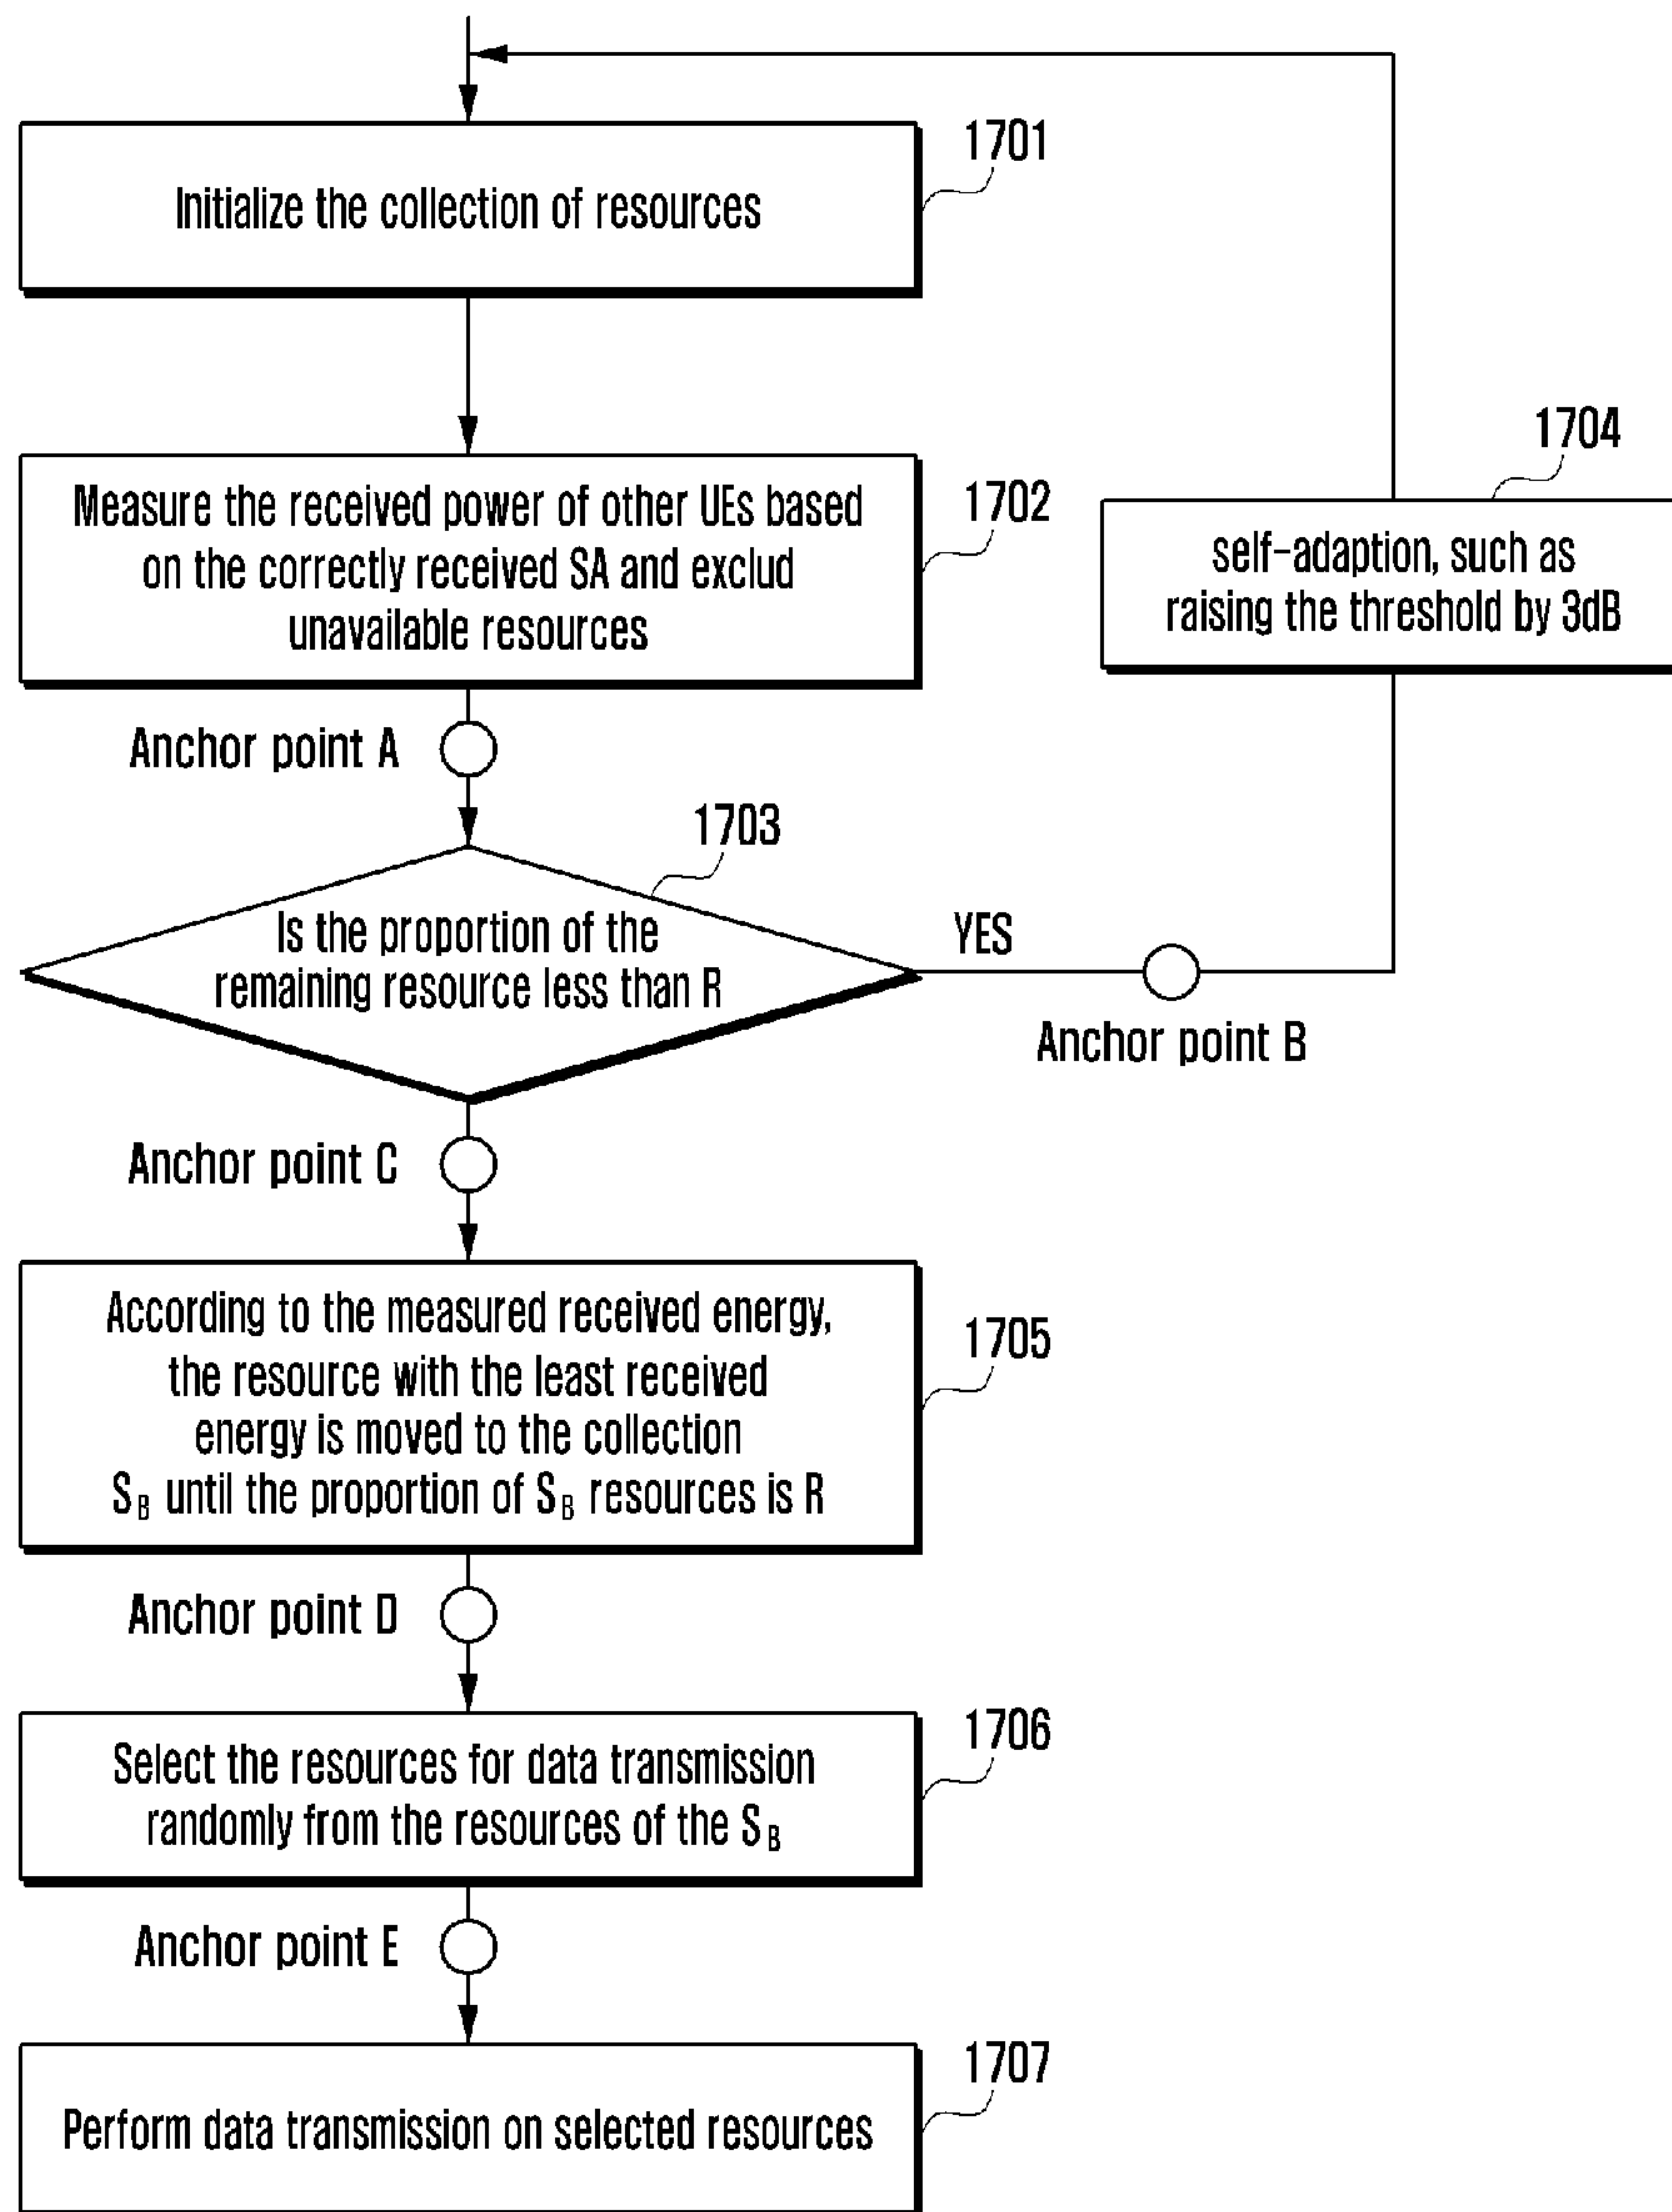 1701
Initialize the collection of resources
1702
Measure the received power of other UEs based
on the correctly received SA and exclud
unavailable resources
1704
self-adaption, such as
raising the threshold by 3dB
Anchor point A
1703
Is the proportion of the
remaining resource less than R
YES
Anchor point B
Anchor point C
1705
According to the measured received energy,
the resource with the least received
energy is moved to the collection
S_B until the proportion of S_B resources is R
Anchor point D
1706
Select the resources for data transmission
randomly from the resources of the S_B
Anchor point E
1707
Perform data transmission on selected resources